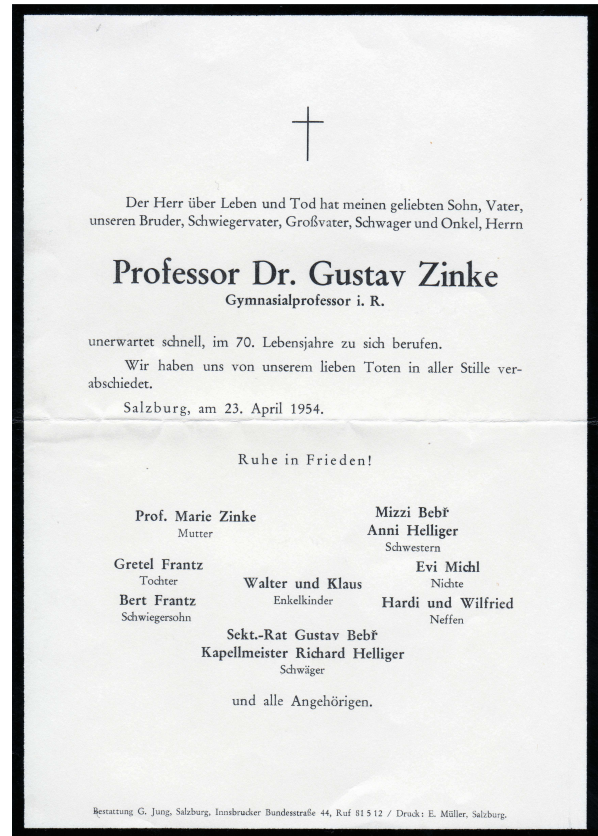 Der Herr über Leben und Tod hat meinen geliebten Sohn, Vater,
unseren Bruder, Schwiegervater, Großvater, Schwager und Onkel, Herrn
Professor Dr. Gustav Zinke
Gymnasialprofessor i. R.
unerwartet schnell, im 70. Lebensjahre zu sich berufen.
Wir haben uns von unserem lieben Toten in aller Stille ver-
abschiedet.
Salzburg, am 23. April 1954.
Ruhe in Frieden!
Prof. Marie Zinke
Mutter
Mizzi Bebř
Anni Helliger
Schwestern
Gretel Frantz
Tochter
Bert Frantz
Schwiegersohn
Walter und Klaus
Enkelkinder
Evi Michl
Nichte
Hardi und Wilfried
Neffen
Sekt.-Rat Gustav Bebř
Kapellmeister Richard Helliger
Schwäger
und alle Angehörigen.
Bestattung G. Jung, Salzburg, Innsbrucker Bundesstraße 44, Ruf 81 5 12 / Druck: E. Müller, Salzburg.